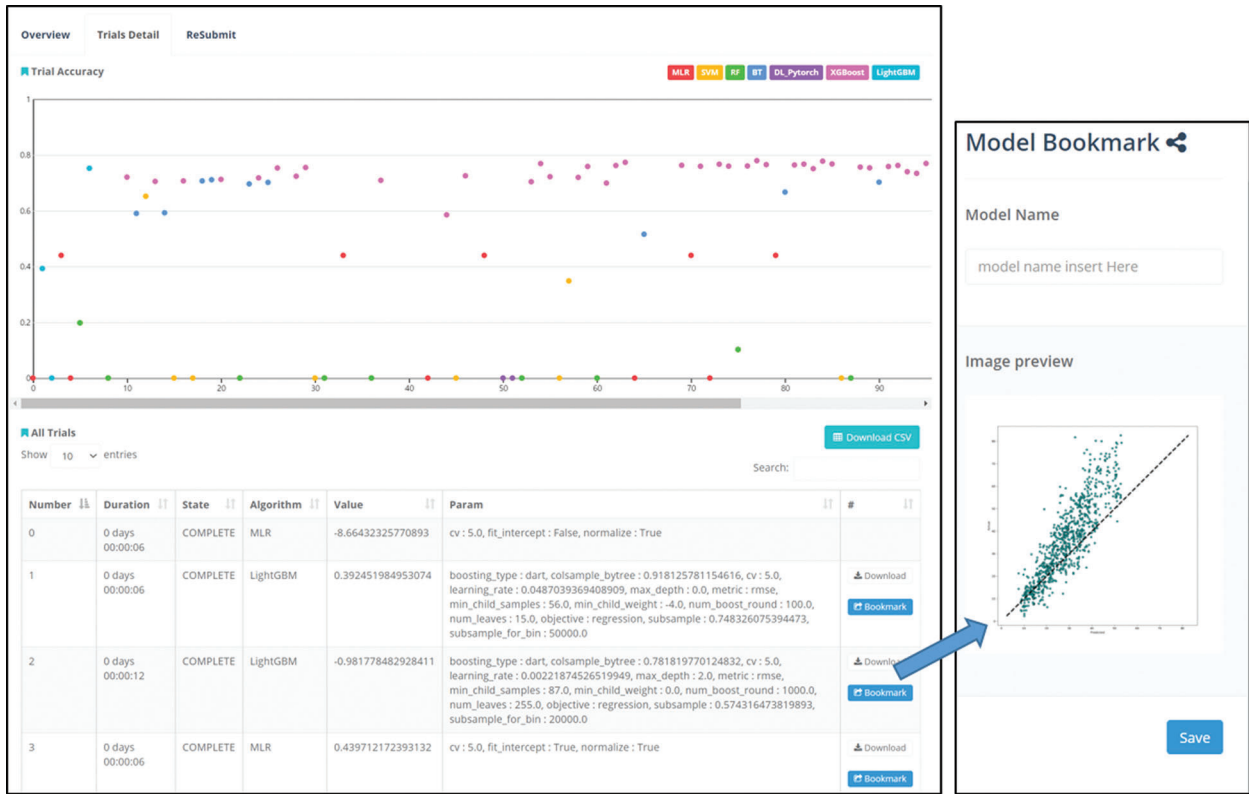 Overview Trials Detail ReSubmit
Trial Accuracy
MLR SVM RF BT DL_Pytorch XGBoost LightGBM
1
0.8
0.6
0.4
0.2
0
0 10 20 30 40 50 60 70 80 90
All Trials
Download CSV
Show 10 entries
Search:
Number Duration State Algorithm Value Param #
0 0 days 00:00:06 COMPLETE MLR -8.66432325770893 cv : 5.0, fit_intercept : False, normalize : True
1 0 days 00:00:06 COMPLETE LightGBM 0.392451984953074 boosting_type : dart, colsample_bytree : 0.918125781154616, cv : 5.0,
learning_rate : 0.0487039369408909, max_depth : 0.0, metric : rmse,
min_child_samples : 56.0, min_child_weight : -4.0, num_boost_round : 100.0,
num_leaves : 15.0, objective : regression, subsample : 0.748326075394473,
subsample_for_bin : 50000.0
Download
Bookmark
2 0 days 00:00:12 COMPLETE LightGBM -0.981778482928411 boosting_type : dart, colsample_bytree : 0.781819770124832, cv : 5.0,
learning_rate : 0.00221874526519949, max_depth : 2.0, metric : rmse,
min_child_samples : 87.0, min_child_weight : 0.0, num_boost_round : 1000.0,
num_leaves : 255.0, objective : regression, subsample : 0.574316473819893,
subsample_for_bin : 20000.0
Download
Bookmark
3 0 days 00:00:06 COMPLETE MLR 0.439712172393132 cv : 5.0, fit_intercept : True, normalize : True
Download
Bookmark
Model Bookmark
Model Name
model name insert Here
Image preview
Save